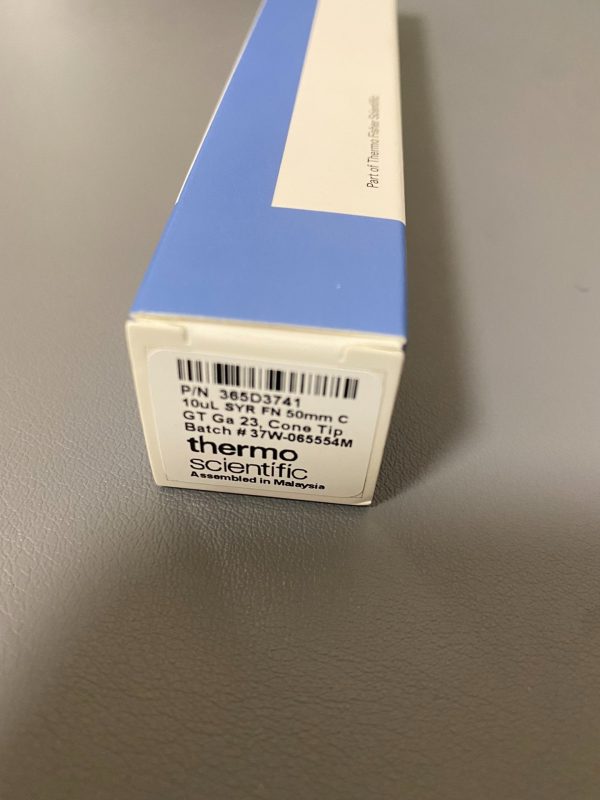 Part of Thermo Fisher Scientific
P/N 365D3741
10uL SYR FN 50mm C
GT Ga 23, Cone Tip
Batch # 37W-065554M
thermo
scientific
Assembled in Malaysia